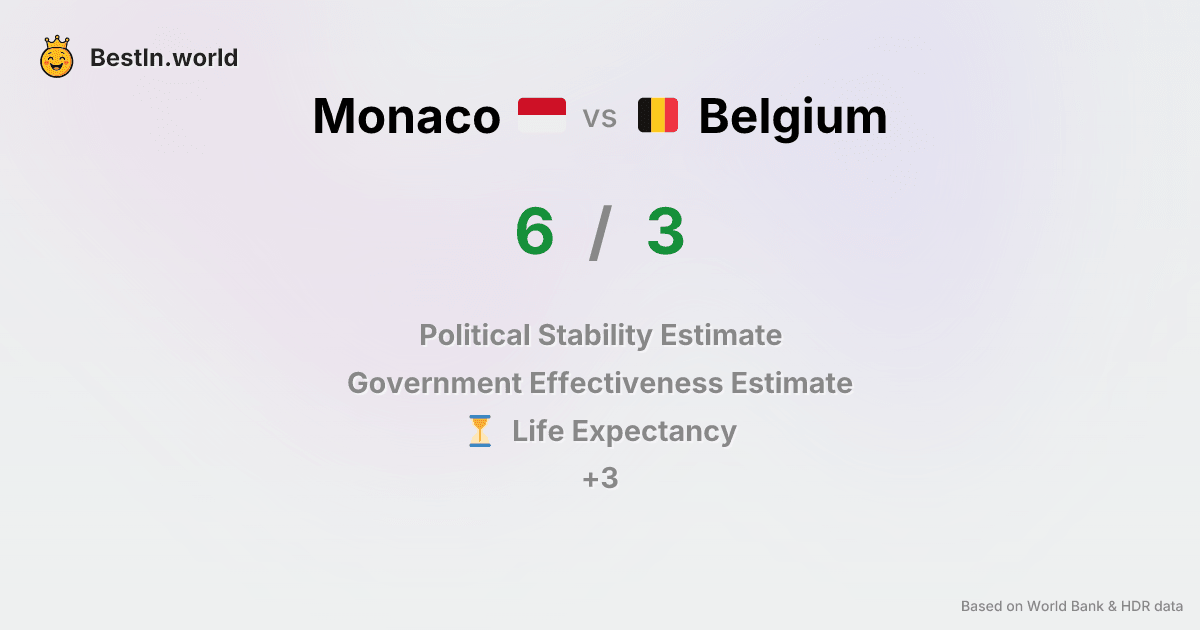 BestIn.world
Monaco vs Belgium
6 / 3
Political Stability Estimate
Government Effectiveness Estimate
Life Expectancy
+3
Based on World Bank & HDR data